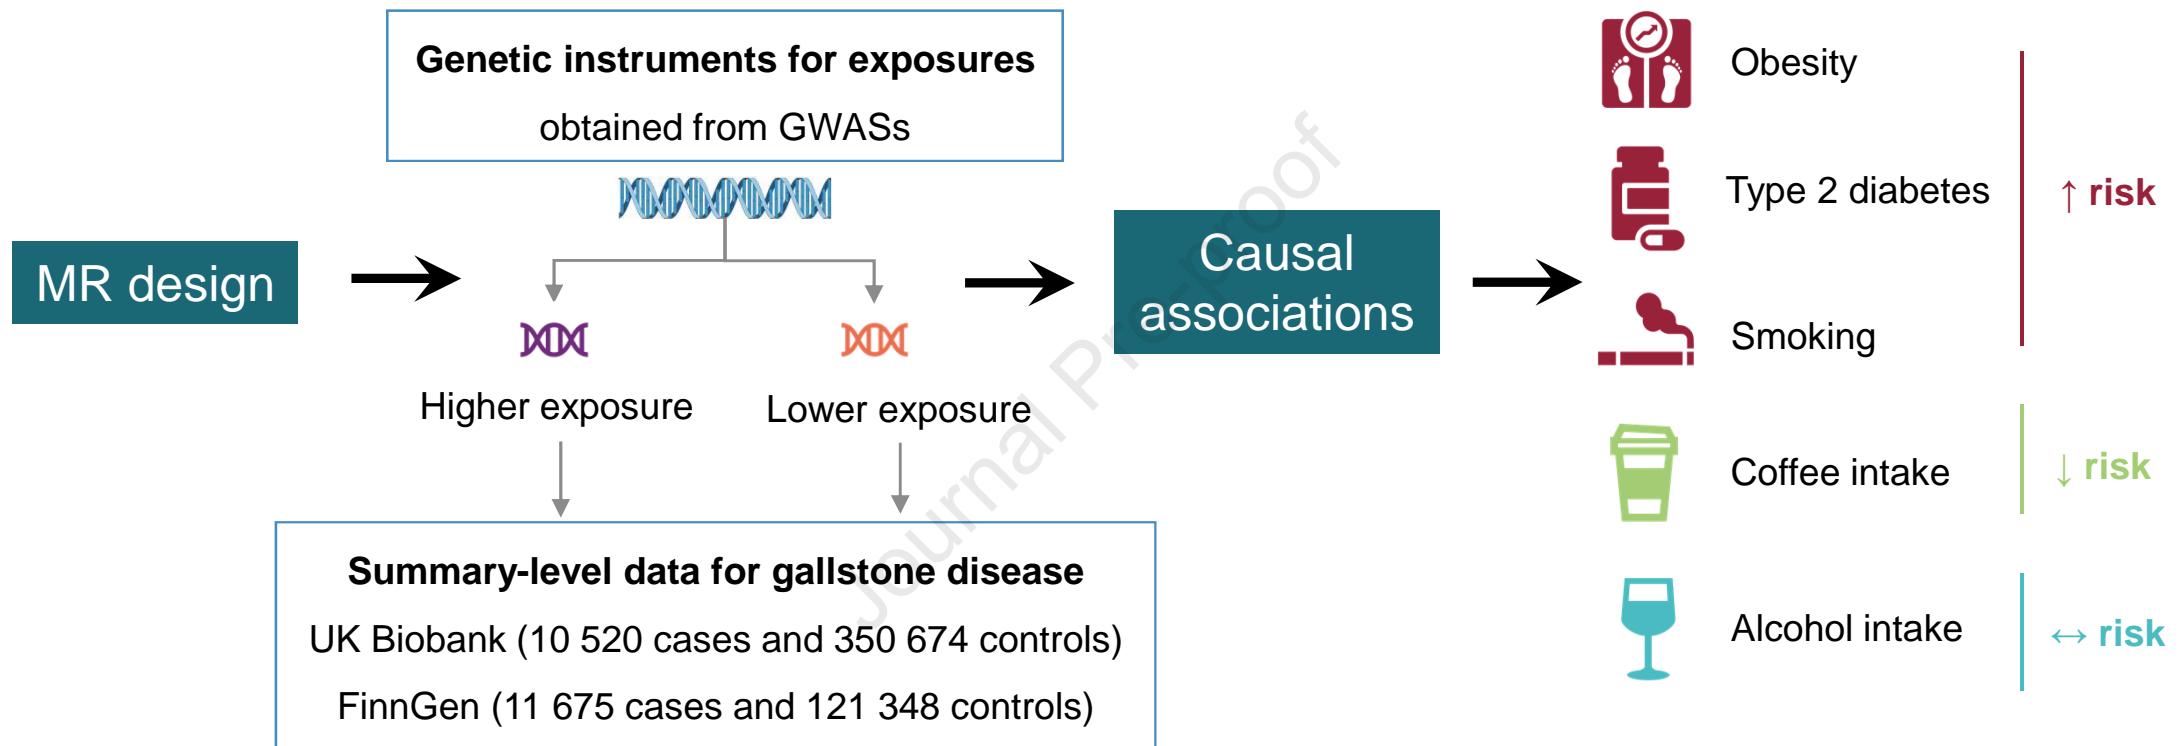 MR design
Genetic instruments for exposures
obtained from GWASs
Higher exposure
Lower exposure
Summary-level data for gallstone disease
UK Biobank (10 520 cases and 350 674 controls)
FinnGen (11 675 cases and 121 348 controls)
Causal
associations
Obesity
Type 2 diabetes
Smoking
↑ risk
Coffee intake
↓ risk
Alcohol intake
↔ risk
Journal Pre-proof